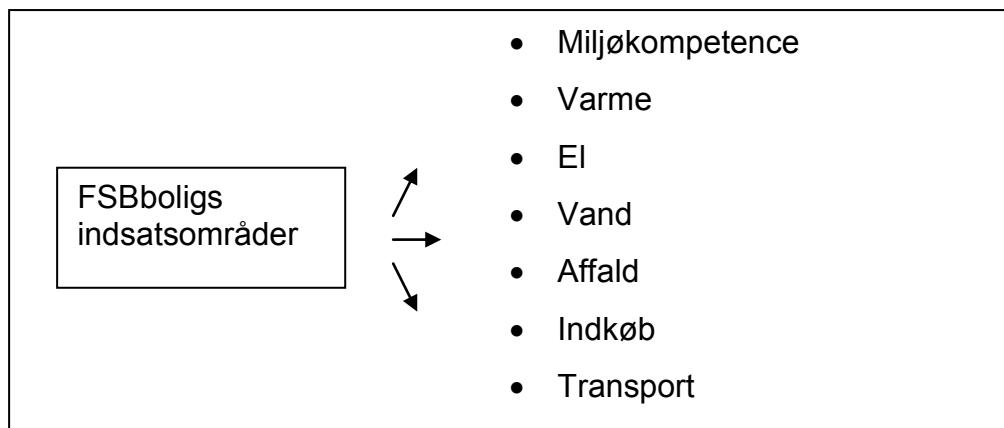 FSBboligs
indsatsområder
• Miljøkompetence
• Varme
• El
• Vand
• Affald
• Indkøb
• Transport